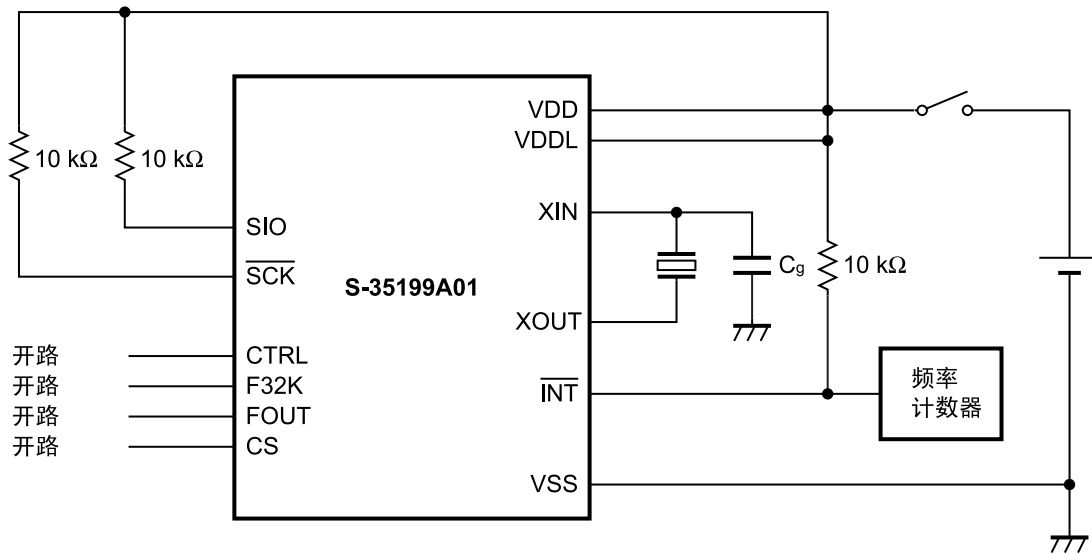 VDD
VDDL
10 kΩ
10 kΩ
SIO
XIN
SCK
S-35199A01
Cg
10 kΩ
XOUT
开路
CTRL
开路
F32K
开路
FOUT
开路
CS
INT
频率
计数器
VSS